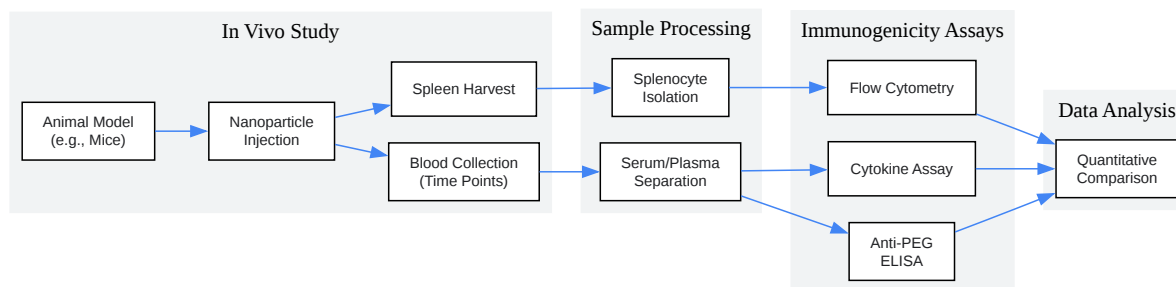 In Vivo Study
Animal Model
(e.g., Mice)
Nanoparticle
Injection
Spleen Harvest
Blood Collection
(Time Points)
Sample Processing
Splenocyte
Isolation
Serum/Plasma
Separation
Immunogenicity Assays
Flow Cytometry
Cytokine Assay
Anti-PEG
ELISA
Data Analysis
Quantitative
Comparison